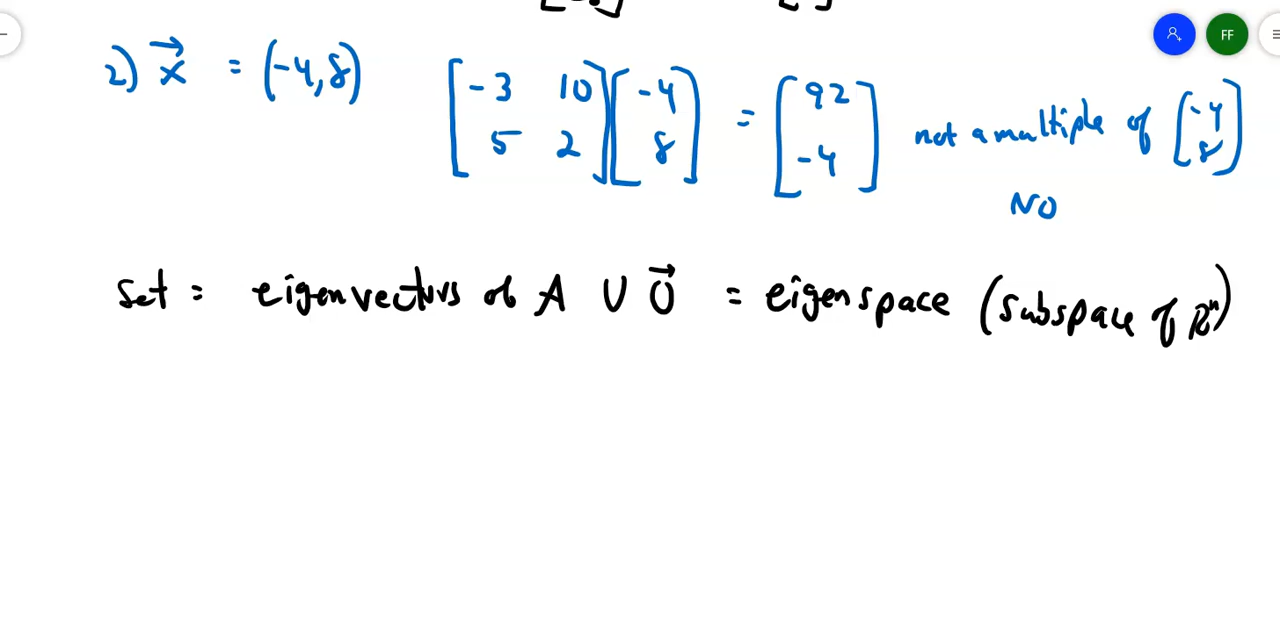 2) x⃗ = (-4,8) [-3 10; 5 2] [-4; 8] = [92; -4] not a multiple of [-4; 8]
NO
Set = eigenvectors of A U 0⃗ = eigenspace (subspace of Rⁿ)
FF